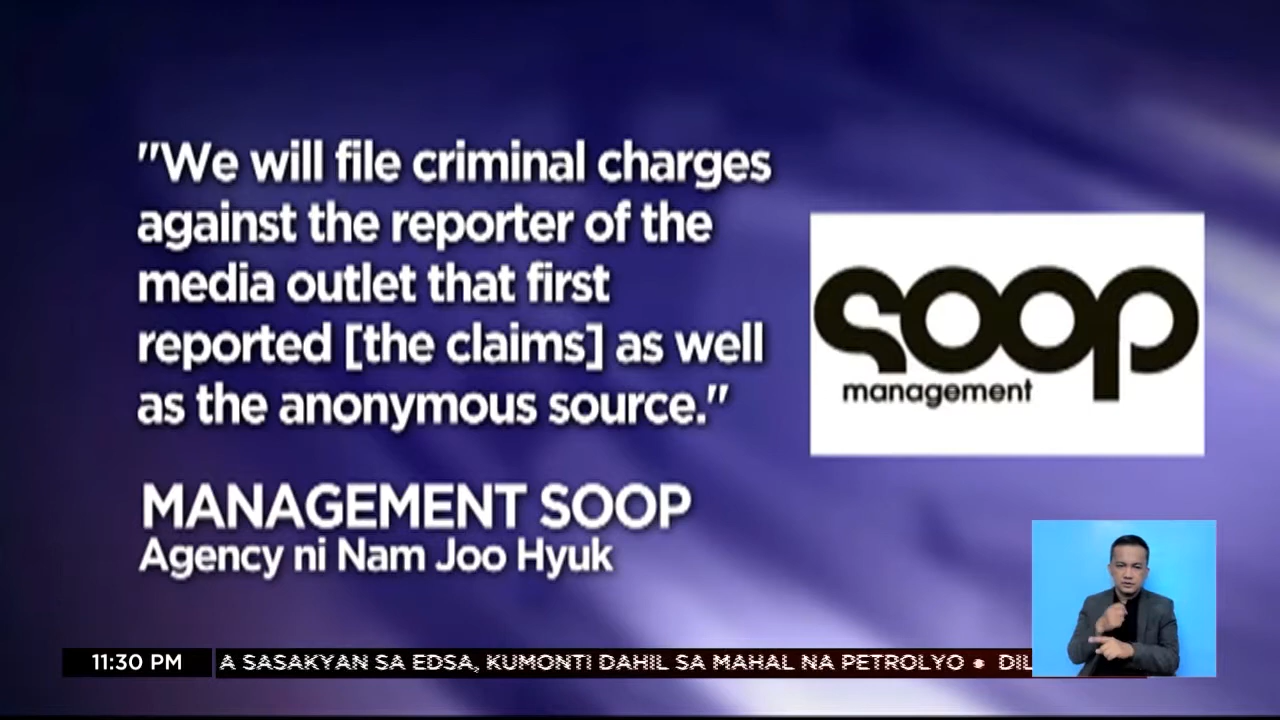 "We will file criminal charges
against the reporter of the
media outlet that first
reported [the claims] as well
as the anonymous source."
MANAGEMENT SOOP
Agency ni Nam Joo Hyuk
soop
management
11:30 PM
A SASAKYAN SA EDSA, KUMONTI DAHIL SA MAHAL NA PETROLYO • DIL